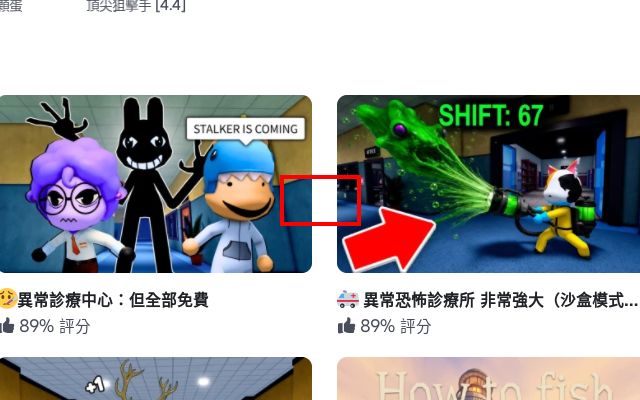 頂尖狙擊手 [4.4]
STALKER IS COMING
SHIFT: 67
異常診療中心：但全部免費
異常恐怖診療所 非常強大（沙盒模式...
89% 評分
89% 評分
+1
How to fish